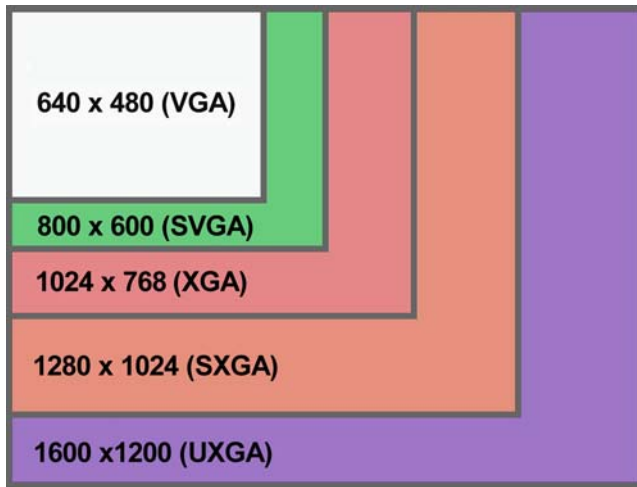 640 x 480 (VGA)
800 x 600 (SVGA)
1024 x 768 (XGA)
1280 x 1024 (SXGA)
1600 x1200 (UXGA)